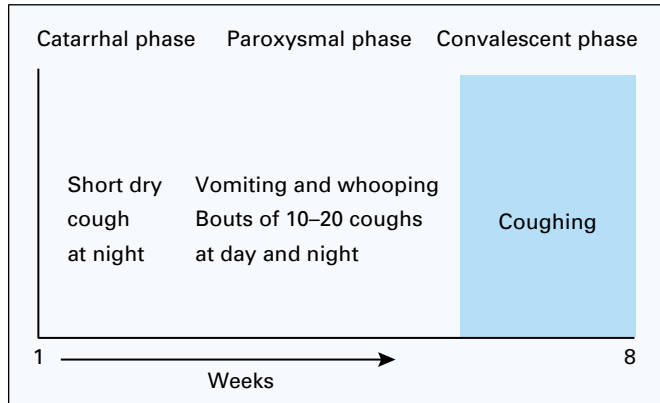 Catarrhal phase Paroxysmal phase Convalescent phase
Short dry
cough
at night
Vomiting and whooping
Bouts of 10–20 coughs
at day and night
Coughing
1
8
Weeks